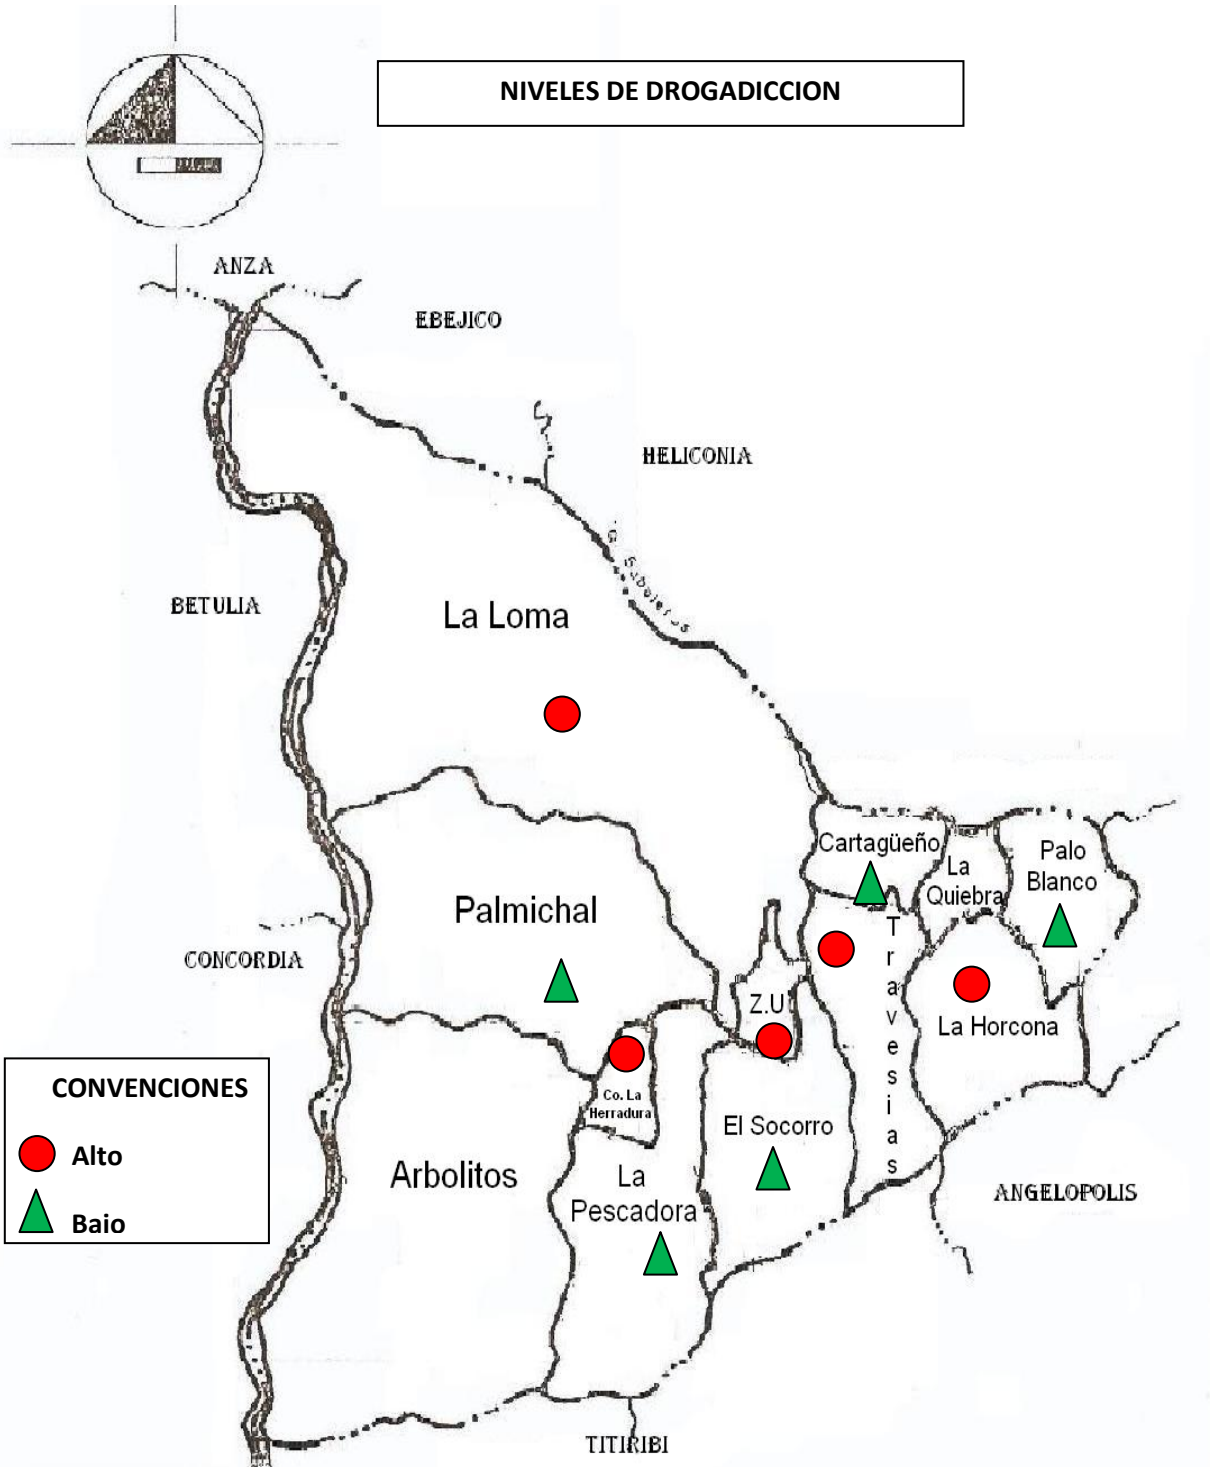 NIVELES DE DROGADICCION
ANZA
EBEJICO
HELICONIA
BETULIA
La Loma
Cartagüeño
La
Quiebra
Palo
Blanco
Palmichal
Travesias
CONCORDIA
Z.U
La Horcona
CONVENCIONES
Alto
Baio
Co. La
Herradura
El Socorro
Arbolitos
La
Pescadora
ANGELOPOLIS
TITIRIBI